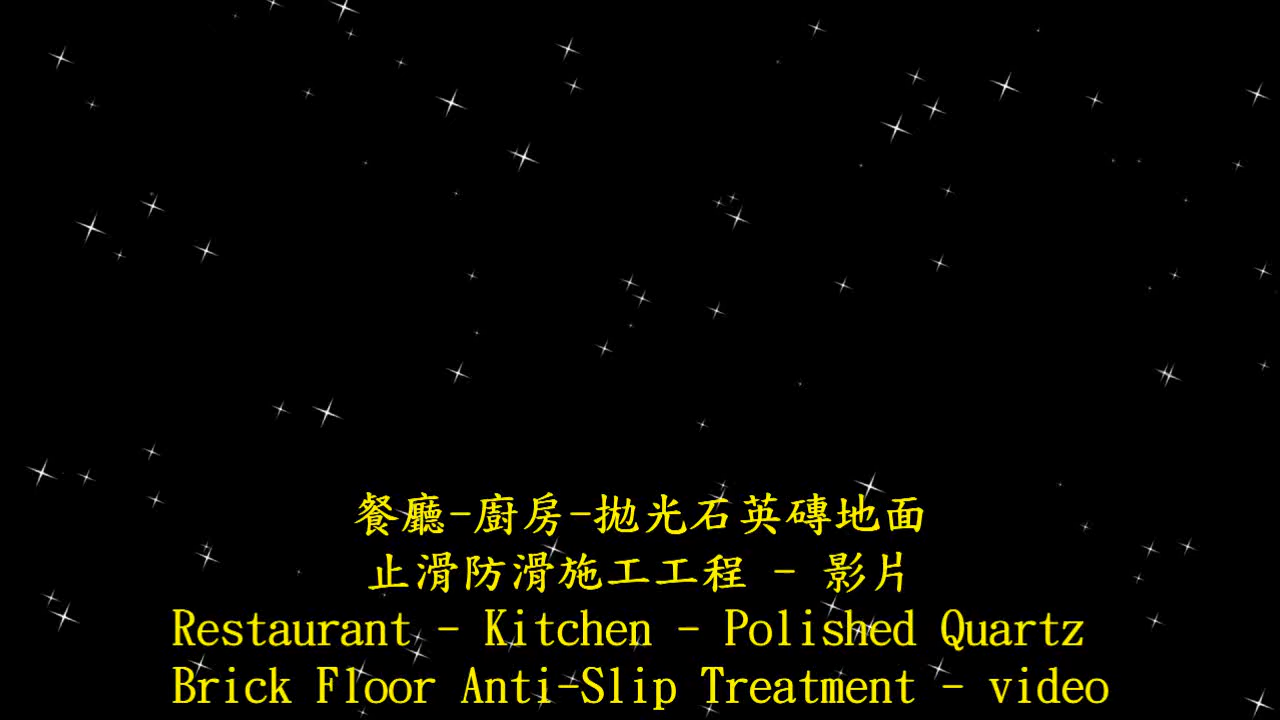 餐廳-廚房-拋光石英磚地面
止滑防滑施工工程 - 影片
Restaurant - Kitchen - Polished Quartz
Brick Floor Anti-Slip Treatment - video